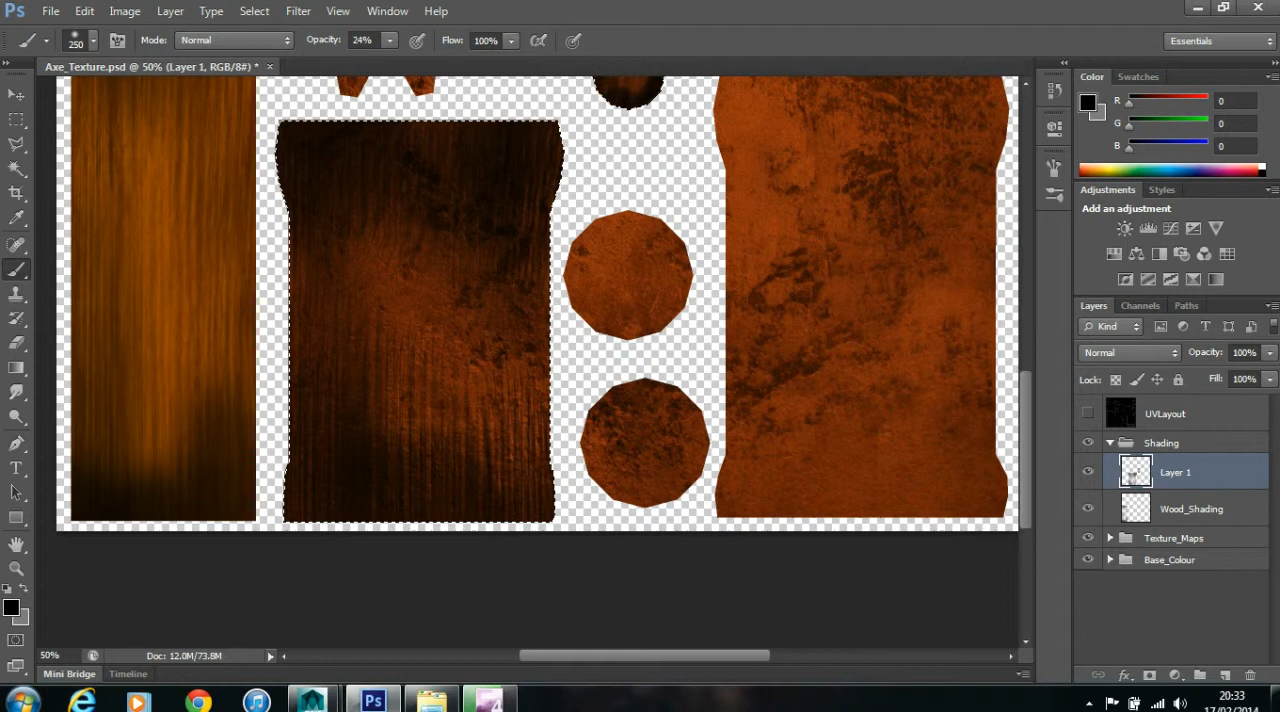 Ps File Edit Image Layer Type Select Filter View Window Help
250 Mode: Normal Opacity: 24% Flow: 100% Essentials
Axe_Texture.psd @ 50% (Layer 1, RGB/8#) * ×
Color Swatches
R 0
G 0
B 0
Adjustments Styles
Add an adjustment
Layers Channels Paths
Kind
Normal Opacity: 100%
Lock: Fill: 100%
UVLayout
Shading
Layer 1
Wood_Shading
Texture_Maps
Base_Colour
50% Doc: 12.0M/73.8M
Mini Bridge Timeline
Ps
20:33
17/02/2014